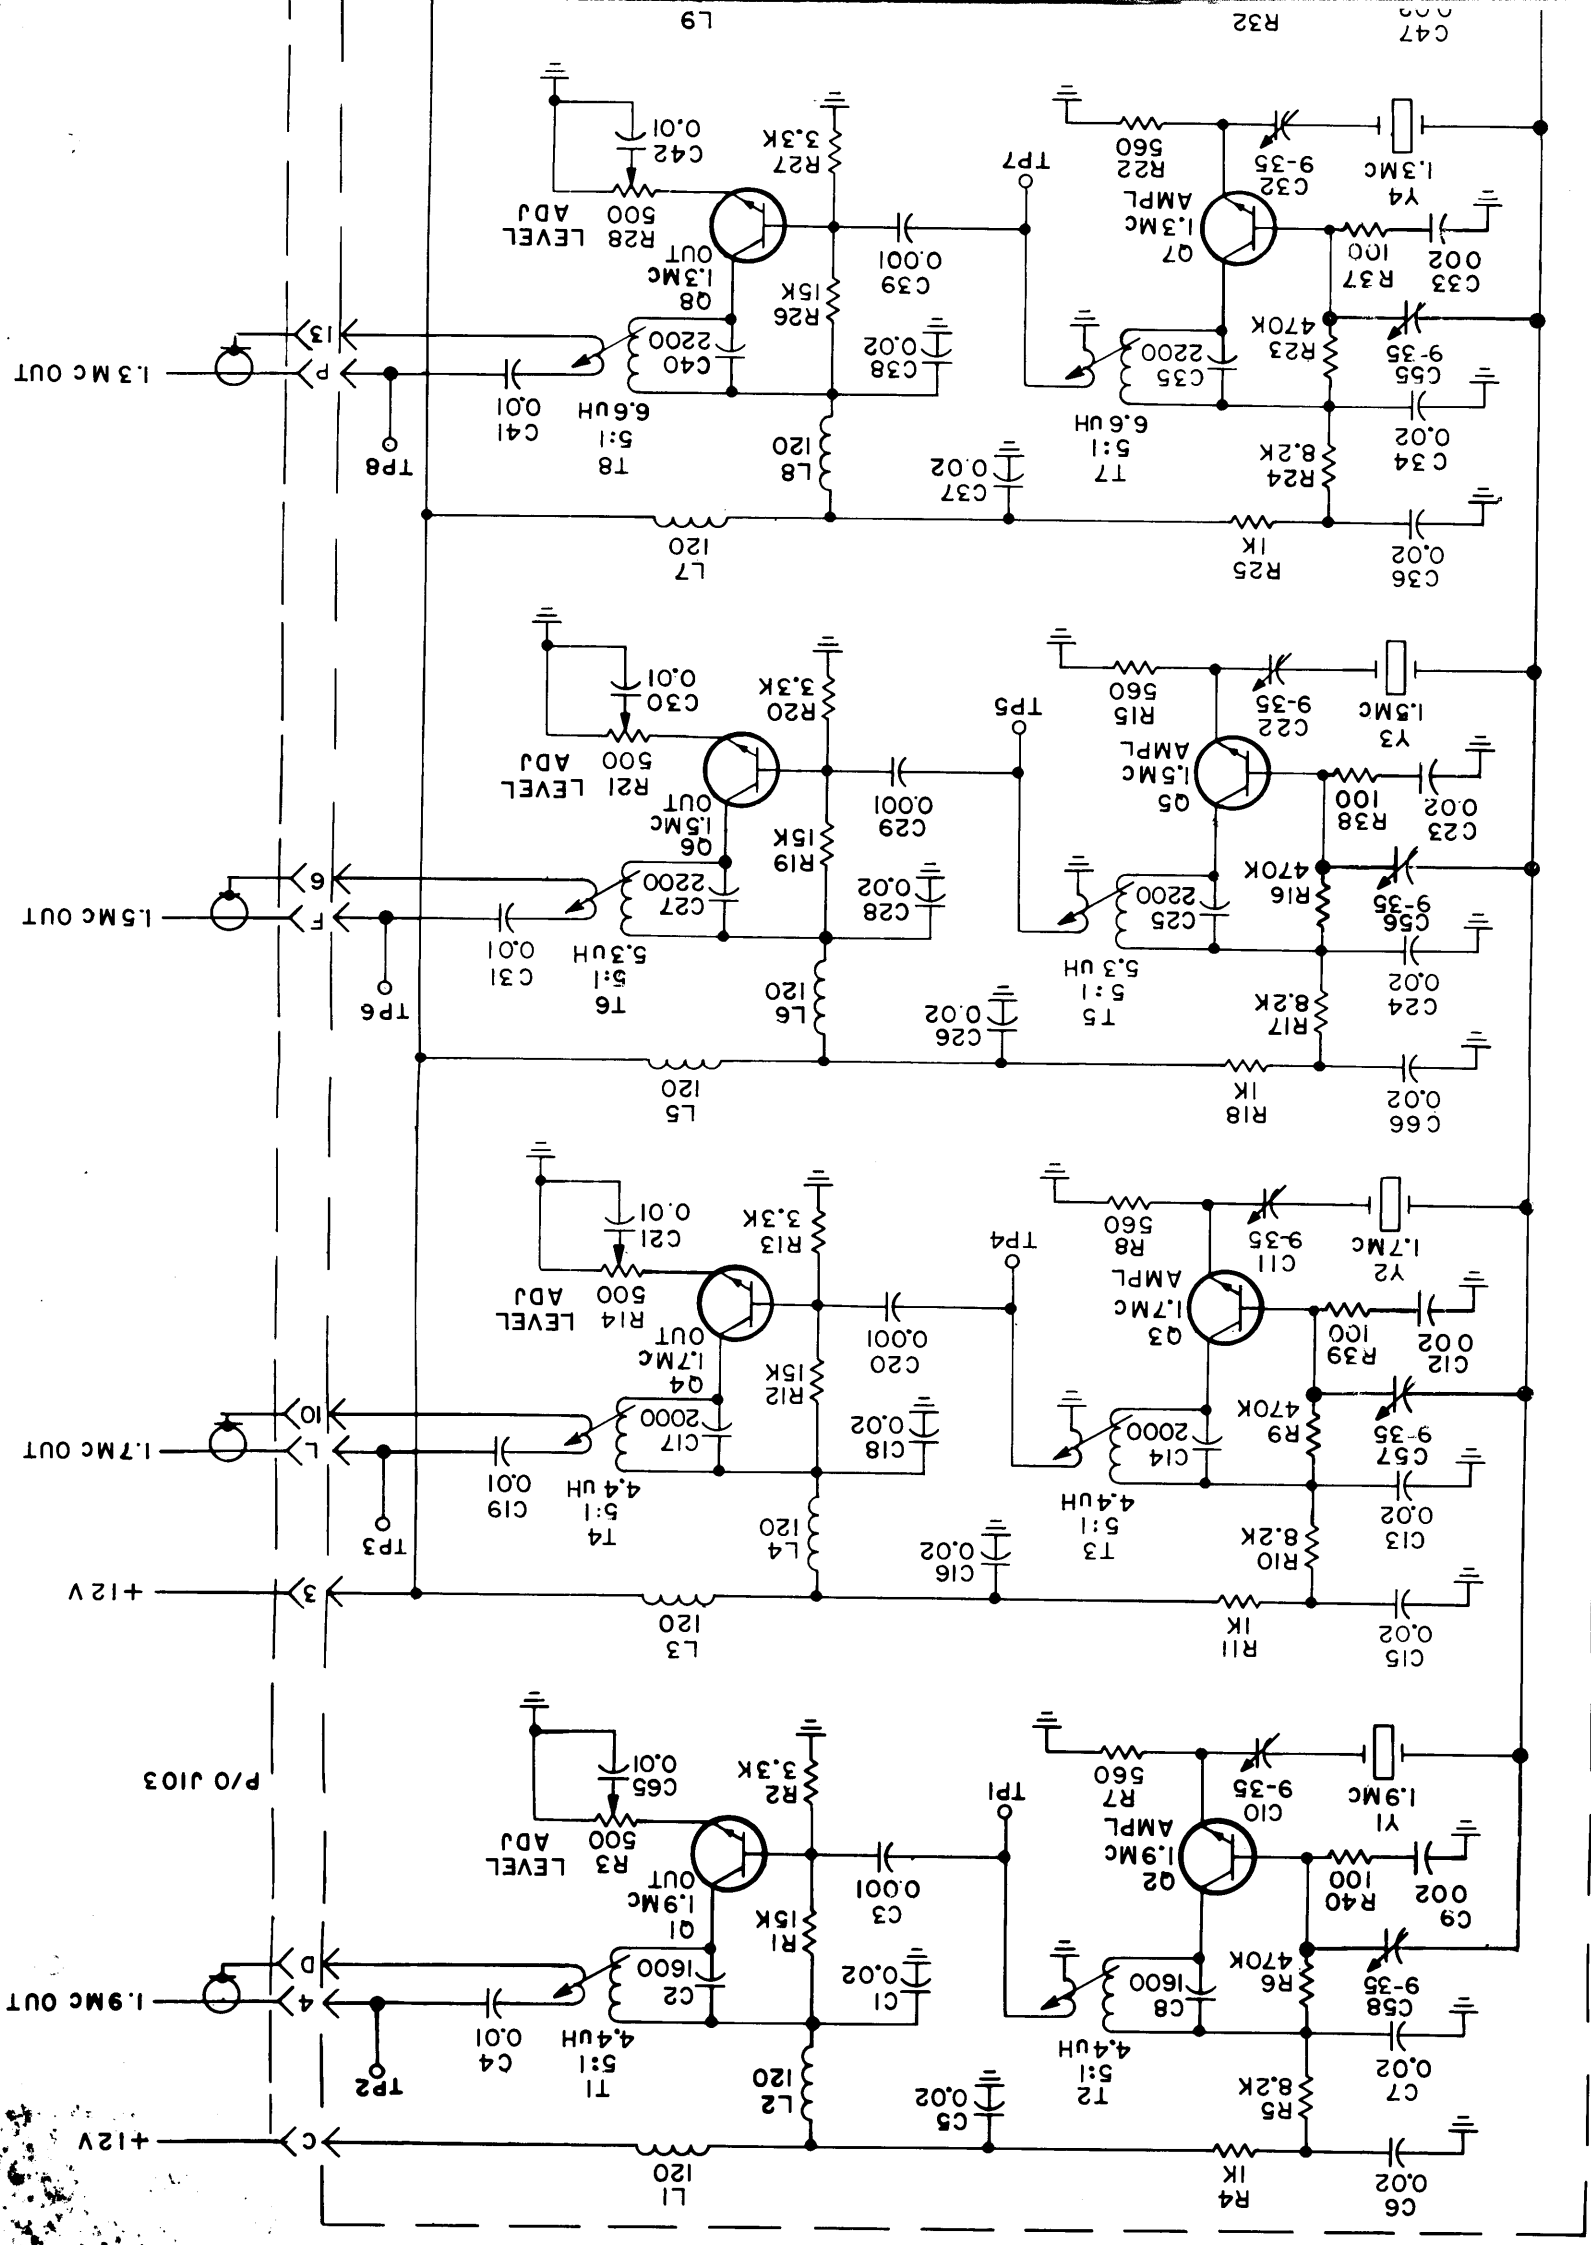 C6
0.02
R4
1K
L1
120
C
+12V
R5
8.2K
C5
0.02
L2
120
C7
0.02
T2
5:1
4.4uH
T1
5:1
4.4uH
C4
0.01
TP2
4
1.9MC OUT
D
C58
9-35
R6
470K
C8
1600
C1
0.02
C2
1600
C9
.002
R40
100
Q2
1.9MC
AMPL
C3
0.001
R1
15K
Q1
1.9MC
OUT
R3
500
LEVEL
ADJ
Y1
1.9MC
C10
9-35
R7
560
TP1
R2
3.3K
C65
0.01
P/O J103
C15
0.02
R11
1K
L3
120
3
+12V
R10
8.2K
C16
0.02
L4
120
C13
0.02
T3
5:1
4.4uH
T4
5:1
4.4uH
C19
0.01
TP3
L
1.7MC OUT
10
C57
9-35
R9
470K
C14
2000
C18
0.02
C17
2000
C12
0.02
R39
100
Q3
1.7MC
AMPL
C20
0.001
R12
15K
Q4
1.7MC
OUT
R14
500
LEVEL
ADJ
Y2
1.7MC
C11
9-35
R8
560
TP4
R13
3.3K
C21
0.01
C66
0.02
R18
1K
L5
120
R17
8.2K
C26
0.02
L6
120
C24
0.02
T5
5:1
5.3 uH
T6
5:1
5.3uH
C31
0.01
TP6
F
1.5MC OUT
6
C56
9-35
R16
470K
C25
2200
C28
0.02
C27
2200
C23
0.02
R38
100
Q5
1.5MC
AMPL
C29
0.001
R19
15K
Q6
1.5MC
OUT
R21
500
LEVEL
ADJ
Y3
1.5MC
C22
9-35
R15
560
TP5
R20
3.3K
C30
0.01
C36
0.02
R25
1K
L7
120
R24
8.2K
C37
0.02
L8
120
C34
0.02
T7
5:1
6.6uH
T8
5:1
6.6uH
C41
0.01
TP8
P
1.3MC OUT
13
C55
9-35
R23
470K
C35
2200
C38
0.02
C40
2200
C33
.002
R37
100
Q7
1.3MC
AMPL
C39
0.001
R26
15K
Q8
1.3MC
OUT
R28
500
LEVEL
ADJ
Y4
1.3MC
C32
9-35
R22
560
TP7
R27
3.3K
C42
0.01
C47
R32
L9